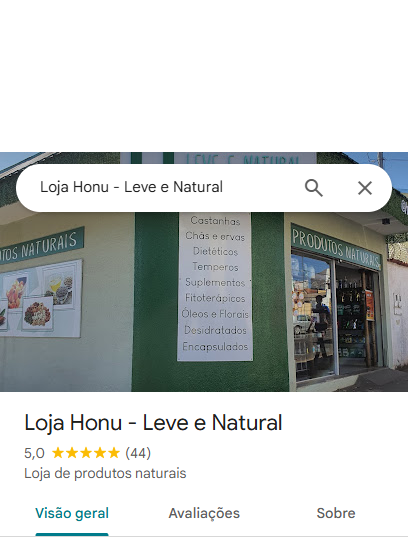 LEVE E NATURAL
Loja Honu - Leve e Natural
PRODUTOS NATURAIS
Castanhas
Chás e ervas
Dietéticos
Temperos
Suplementos
Fitoterápicos
Óleos e Florais
Desidratados
Encapsulados
PRODUTOS NATURAIS
Loja Honu - Leve e Natural
5,0 ★★★★★ (44)
Loja de produtos naturais
Visão geral Avaliações Sobre